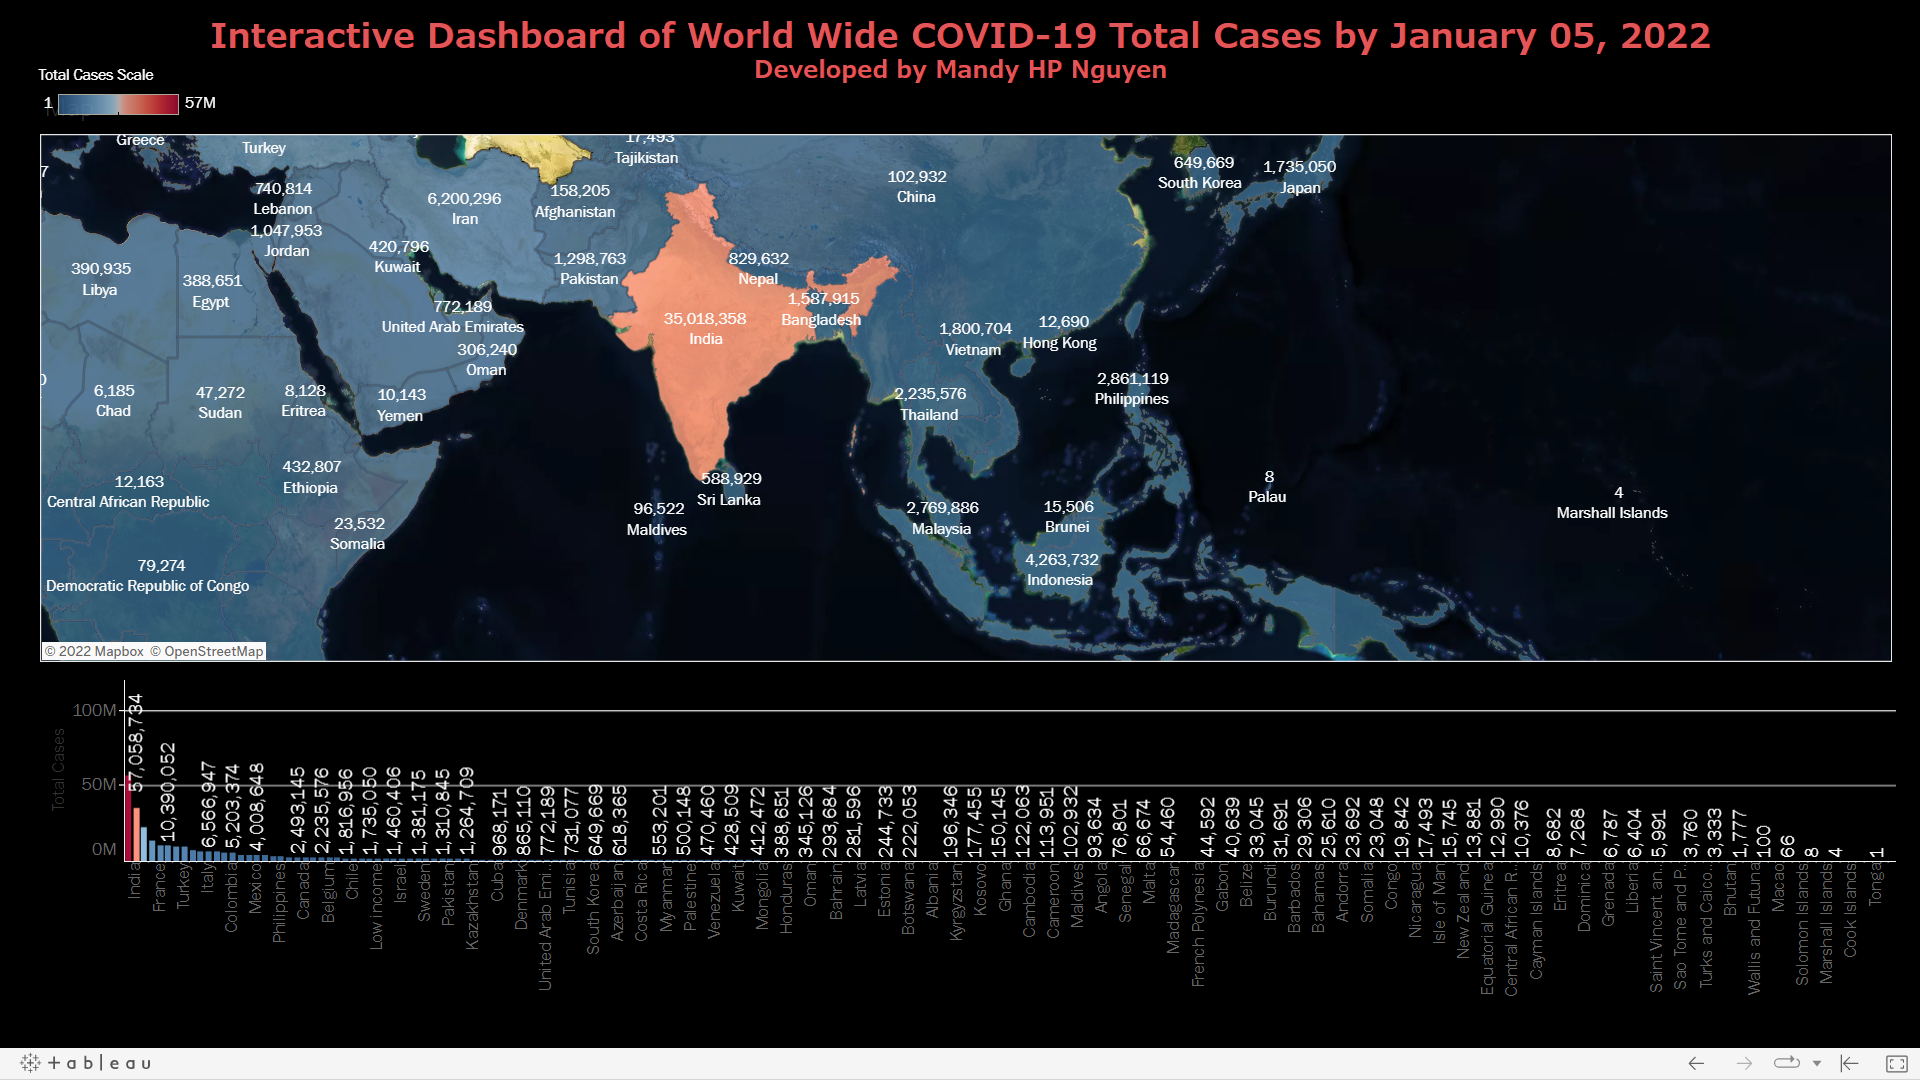 Interactive Dashboard of World Wide COVID-19 Total Cases by January 05, 2022
Developed by Mandy HP Nguyen
Total Cases Scale
1 57M
Greece
Turkey
17,493
Tajikistan
649,669
South Korea
1,735,050
Japan
7
740,814
Lebanon
6,200,296
Iran
158,205
Afghanistan
102,932
China
1,047,953
Jordan
420,796
Kuwait
1,298,763
Pakistan
829,632
Nepal
390,935
Libya
388,651
Egypt
772,189
United Arab Emirates
35,018,358
India
1,587,915
Bangladesh
1,800,704
Vietnam
12,690
Hong Kong
306,240
Oman
6,185
Chad
47,272
Sudan
8,128
Eritrea
10,143
Yemen
2,235,576
Thailand
2,861,119
Philippines
12,163
Central African Republic
432,807
Ethiopia
588,929
Sri Lanka
96,522
Maldives
2,769,886
Malaysia
15,506
Brunei
8
Palau
4
Marshall Islands
23,532
Somalia
79,274
Democratic Republic of Congo
4,263,732
Indonesia
© 2022 Mapbox © OpenStreetMap
Total Cases
100M
50M
0M
57,058,734
10,390,052
6,566,947
5,203,374
4,008,648
2,493,145
2,235,576
1,816,956
1,735,050
1,460,406
1,381,175
1,310,845
1,264,709
968,171
865,110
772,189
731,077
649,669
618,365
553,201
500,148
470,460
428,509
412,472
388,651
345,126
293,684
281,596
244,733
222,053
196,346
177,455
150,145
122,063
113,951
102,932
93,634
76,801
66,674
54,460
44,592
40,639
33,045
31,691
29,306
25,610
23,692
23,048
19,842
17,493
15,745
13,881
12,990
10,376
8,682
7,288
6,787
6,404
5,991
3,760
3,333
1,777
100
66
8
4
1
India
France
Turkey
Italy
Colombia
Mexico
Philippines
Canada
Belgium
Chile
Low income
Israel
Sweden
Pakistan
Kazakhstan
Cuba
Denmark
United Arab Emi..
Tunisia
South Korea
Azerbaijan
Costa Rica
Myanmar
Palestine
Venezuela
Kuwait
Mongolia
Honduras
Oman
Bahrain
Latvia
Estonia
Botswana
Albania
Kyrgyzstan
Kosovo
Ghana
Cambodia
Cameroon
Maldives
Angola
Senegal
Malta
Madagascar
French Polynesia
Gabon
Belize
Burundi
Barbados
Bahamas
Andorra
Somalia
Congo
Nicaragua
Isle of Man
New Zealand
Equatorial Guinea
Central African R..
Cayman Islands
Eritrea
Dominica
Grenada
Liberia
Saint Vincent an..
Sao Tome and P..
Turks and Caico..
Bhutan
Wallis and Futuna
Macao
Solomon Islands
Marshall Islands
Cook Islands
Tonga
+ableau